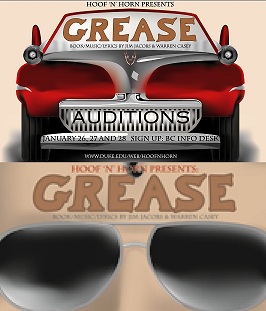 HOOF 'N' HORN PRESENTS
GREASE
BOOK/MUSIC/LYRICS BY JIM JACOBS & WARREN CASEY
AUDITIONS
JANUARY 26, 27 AND 28 SIGN UP: BC INFO DESK
WWW.DUKE.EDU/WEB/HOOFNHORN
HOOF 'N' HORN PRESENTS:
GREASE
BOOK/MUSIC/LYRICS BY JIM JACOBS & WARREN CASEY